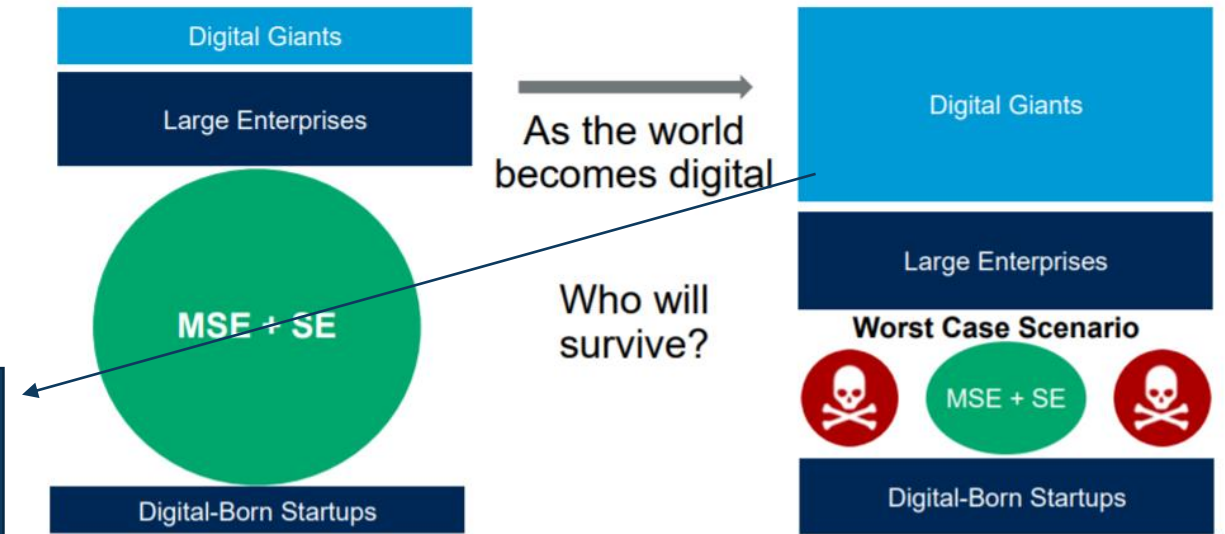 Digital Giants
Large Enterprises
MSE + SE
Digital-Born Startups
As the world
becomes digital
Who will
survive?
Digital Giants
Large Enterprises
Worst Case Scenario
MSE + SE
Digital-Born Startups